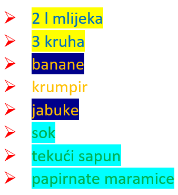 2 l mlijeka
3 kruha
banane
krumpir
jabuke
sok
tekući sapun
papirnate maramice